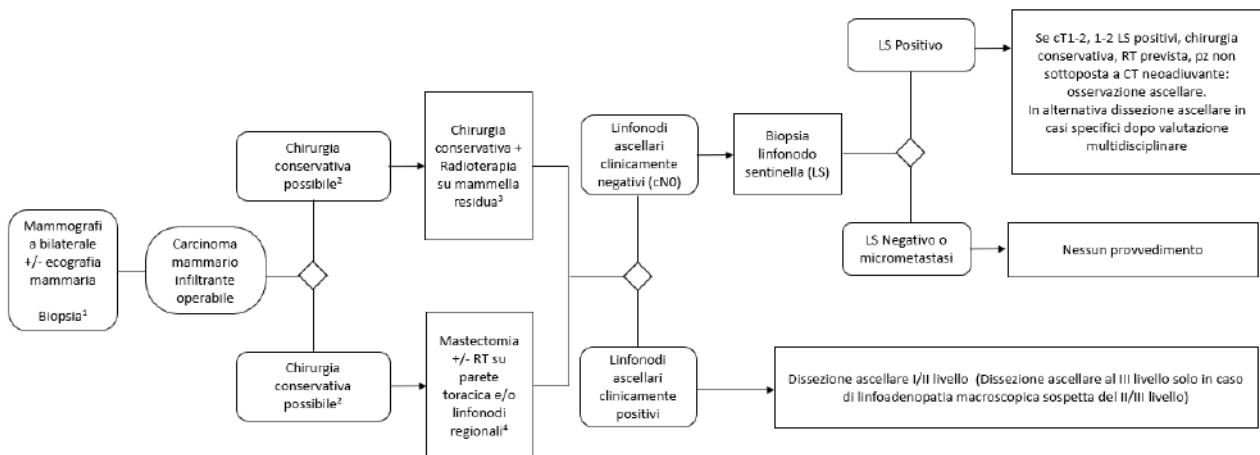 Mammografi
a bilaterale
+/- ecografia
mammaria
Biopsia¹
Carcinoma
mammario
infiltrante
operabile
Chirurgia
conservativa
possibile²
Chirurgia
conservativa +
Radioterapia
su mammella
residua³
Chirurgia
conservativa
possibile²
Mastectomia
+/- RT su
parete
toracica e/o
linfonodi
regionali⁴
Linfonodi
ascellari
clinicamente
negativi (cN0)
Biopsia
linfonodo
sentinella (LS)
LS Positivo
Se cT1-2, 1-2 LS positivi, chirurgia
conservativa, RT prevista, pz non
sottoposta a CT neoadiuvante:
osservazione ascellare.
In alternativa dissezione ascellare in
casi specifici dopo valutazione
multidisciplinare
LS Negativo o
micrometastasi
Nessun provvedimento
Linfonodi
ascellari
clinicamente
positivi
Dissezione ascellare I/II livello (Dissezione ascellare al III livello solo in caso
di linfoadenopatia macroscopica sospetta del II/III livello)